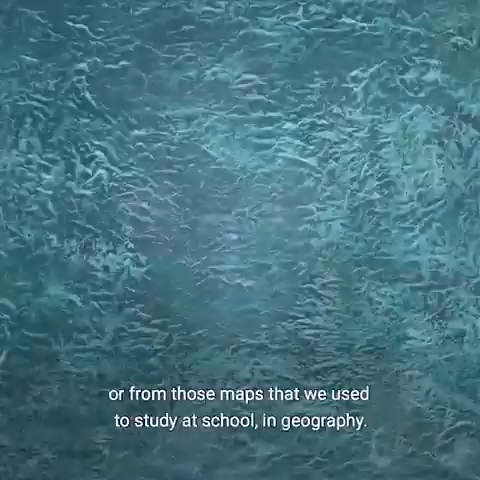 or from those maps that we used
to study at school, in geography.